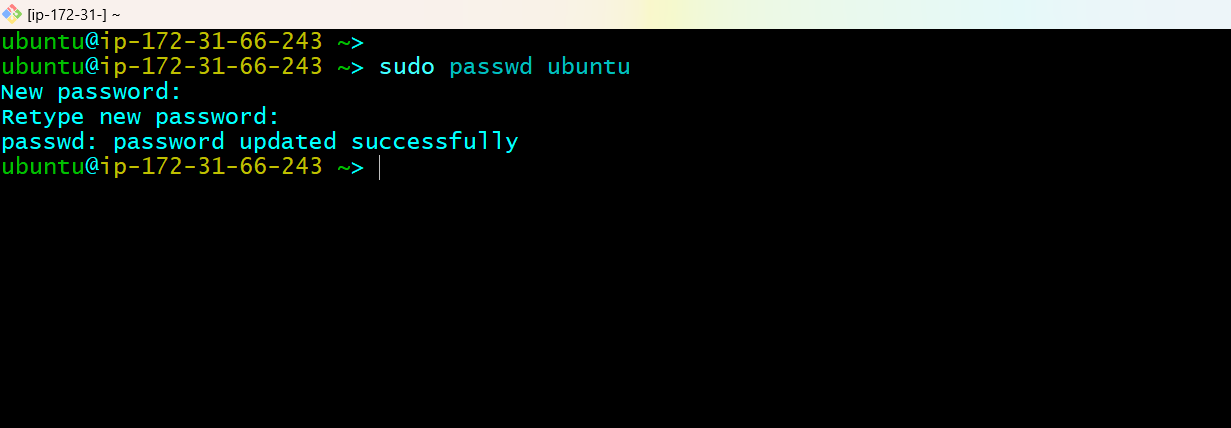 [ip-172-31-] ~
ubuntu@ip-172-31-66-243 ~>
ubuntu@ip-172-31-66-243 ~> sudo passwd ubuntu
New password:
Retype new password:
passwd: password updated successfully
ubuntu@ip-172-31-66-243 ~>